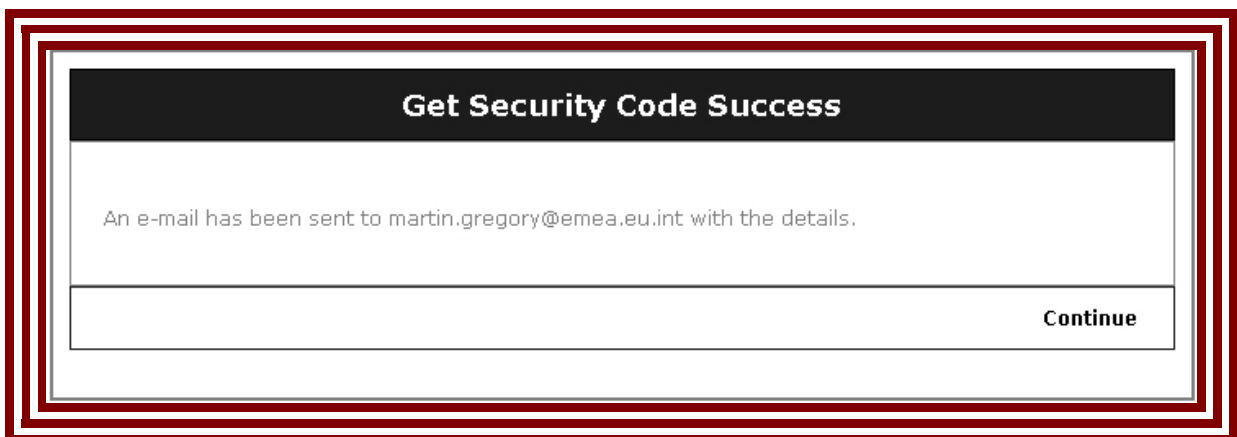 Get Security Code Success
An e-mail has been sent to martin.gregory@emea.eu.int with the details.
Continue